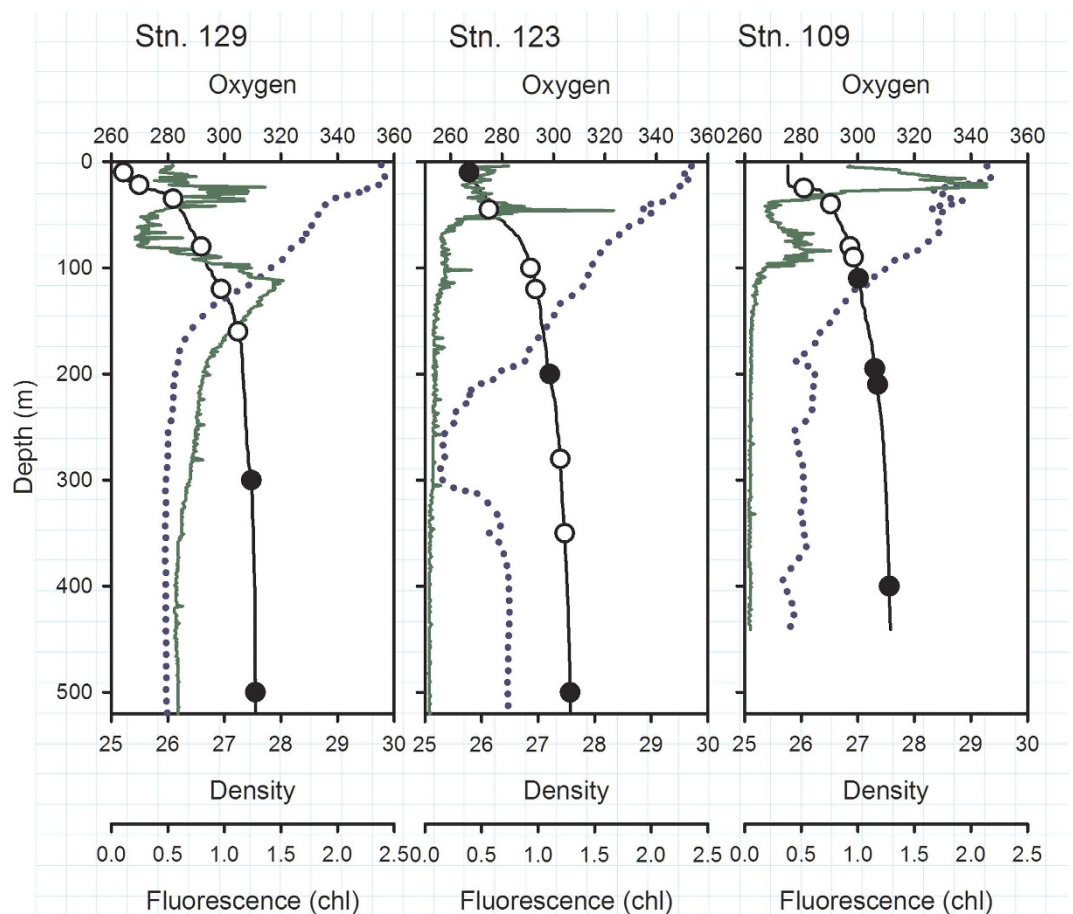 Stn. 129 Stn. 123 Stn. 109
Oxygen Oxygen Oxygen
260 280 300 320 340 360 260 280 300 320 340 360 260 280 300 320 340 360
0
100
200
300
400
500
Depth (m)
25 26 27 28 29 30 25 26 27 28 29 30 25 26 27 28 29 30
Density Density Density
0.0 0.5 1.0 1.5 2.0 2.5 0.0 0.5 1.0 1.5 2.0 2.5 0.0 0.5 1.0 1.5 2.0 2.5
Fluorescence (chl) Fluorescence (chl) Fluorescence (chl)